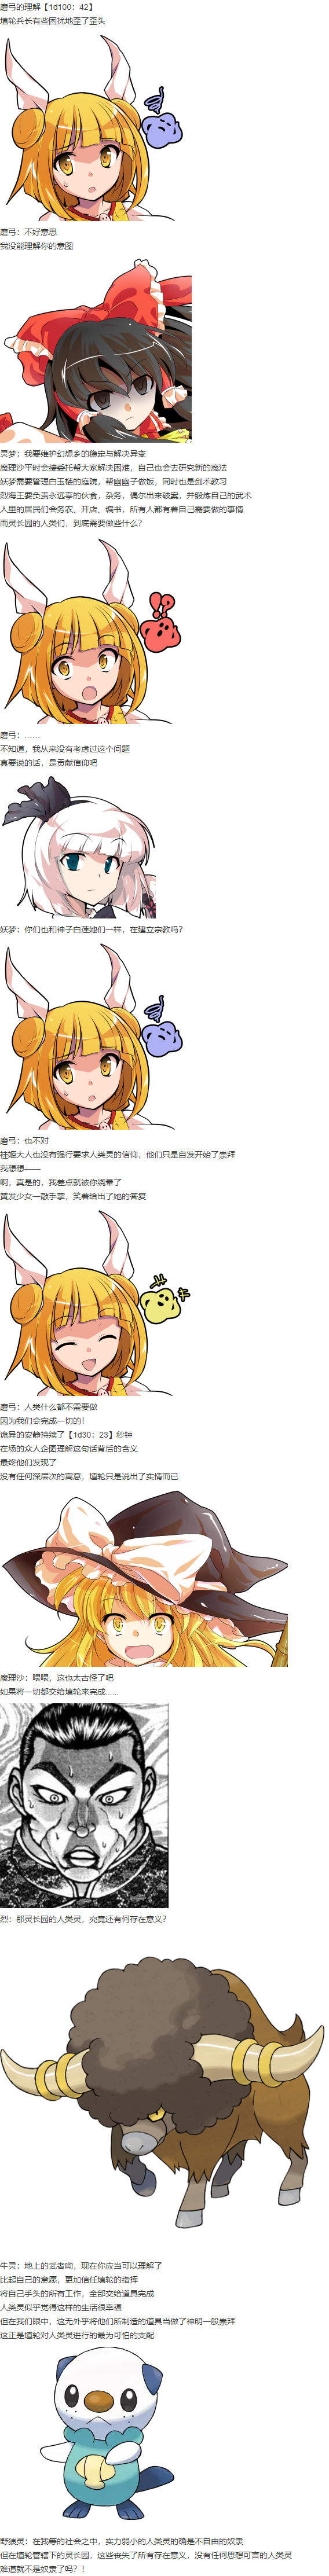 磨弓的理解【1d100：42】
埴轮兵长有些困扰地歪了歪头
磨弓：不好意思
我没能理解你的意图
灵梦：我要维护幻想乡的稳定与解决异变
魔理沙平时会接委托帮大家解决困难，自己也会去研究新的魔法
妖梦需要管理白玉楼的庭院，帮幽幽子做饭，同时也是剑术教习
烈海王要负责永远亭的伙食，杂务，偶尔出来破案，并锻炼自己的武术
人里的居民们会务农、开店、编书，所有人都有着自己需要做的事情
而灵长园的人类们，到底需要做些什么？
磨弓：……
不知道，我从来没有考虑过这个问题
真要说的话，是贡献信仰吧
妖梦：你们也和神子白莲她们一样，在建立宗教吗？
磨弓：也不对
袿姬大人也没有强行要求人类灵的信仰，他们只是自发开始了崇拜
我想想——
啊，真是的，我差点就被你绕晕了
黄发少女一敲手掌，笑着给出了她的答复
磨弓：人类什么都不需要做
因为我们会完成一切的！
诡异的安静持续了【1d30：23】秒钟
在场的众人企图理解这句话背后的含义
最终他们发现了
没有任何深层次的寓意，埴轮只是说出了实情而已
魔理沙：喂喂，这也太古怪了吧
如果将一切都交给埴轮来完成……
烈：那灵长园的人类灵，究竟还有何存在意义？
牛灵：地上的武者呦，现在你应当可以理解了
比起自己的意愿，更加信任埴轮的指挥
将自己手头的所有工作，全部交给道具完成
人类灵似乎觉得这样的生活很幸福
但在我们眼中，这无外乎将他们所制造的道具当做了神明一般崇拜
这正是埴轮对人类灵进行的最为可怕的支配
野狼灵：在我等的社会之中，实力弱小的人类灵的确是不自由的奴隶
但在埴轮管辖下的灵长园，这些丧失了所有存在意义，没有任何思想可言的人类灵
难道就不是奴隶了吗？！